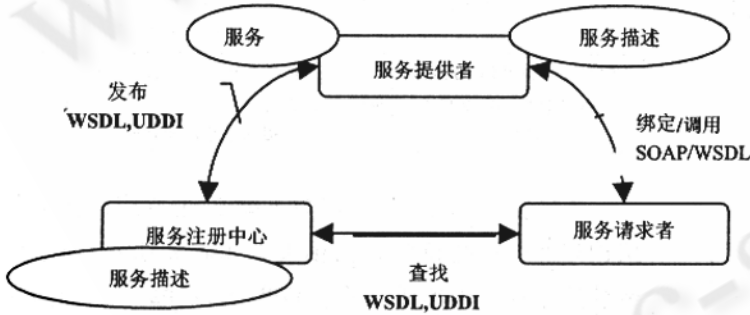 服务
服务描述
服务提供者
发布
WSDL,UDDI
绑定/调用
SOAP/WSDL
服务注册中心
服务请求者
服务描述
查找
WSDL,UDDI